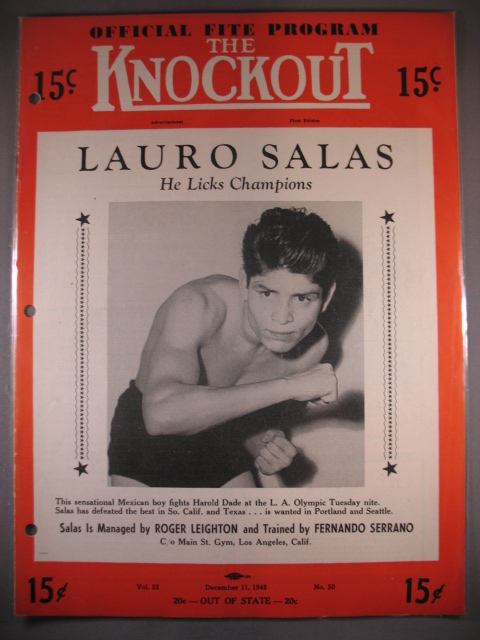 OFFICIAL FITE PROGRAM
THE
15¢ KNOCKOUT 15¢
Advertisement First Edition
LAURO SALAS
He Licks Champions
This sensational Mexican boy fights Harold Dade at the L. A. Olympic Tuesday nite.
Salas has defeated the best in So. Calif. and Texas . . . is wanted in Portland and Seattle.
Salas Is Managed by ROGER LEIGHTON and Trained by FERNANDO SERRANO
C/o Main St. Gym, Los Angeles, Calif.
15¢ Vol. 22 December 11, 1948 No. 50 15¢
20c — OUT OF STATE — 20c